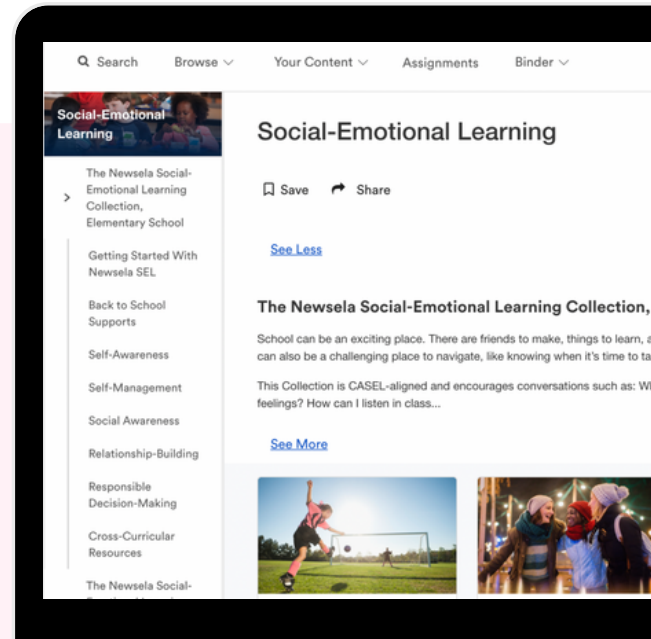 Search Browse Your Content Assignments Binder
Social-Emotional
Learning
The Newsela Social-
Emotional Learning
Collection,
Elementary School
Getting Started With
Newsela SEL
Back to School
Supports
Self-Awareness
Self-Management
Social Awareness
Relationship-Building
Responsible
Decision-Making
Cross-Curricular
Resources
The Newsela Social-
Social-Emotional Learning
Save Share
See Less
The Newsela Social-Emotional Learning Collection,
School can be an exciting place. There are friends to make, things to learn,
can also be a challenging place to navigate, like knowing when it's time to
This Collection is CASEL-aligned and encourages conversations such as:
feelings? How can I listen in class...
See More